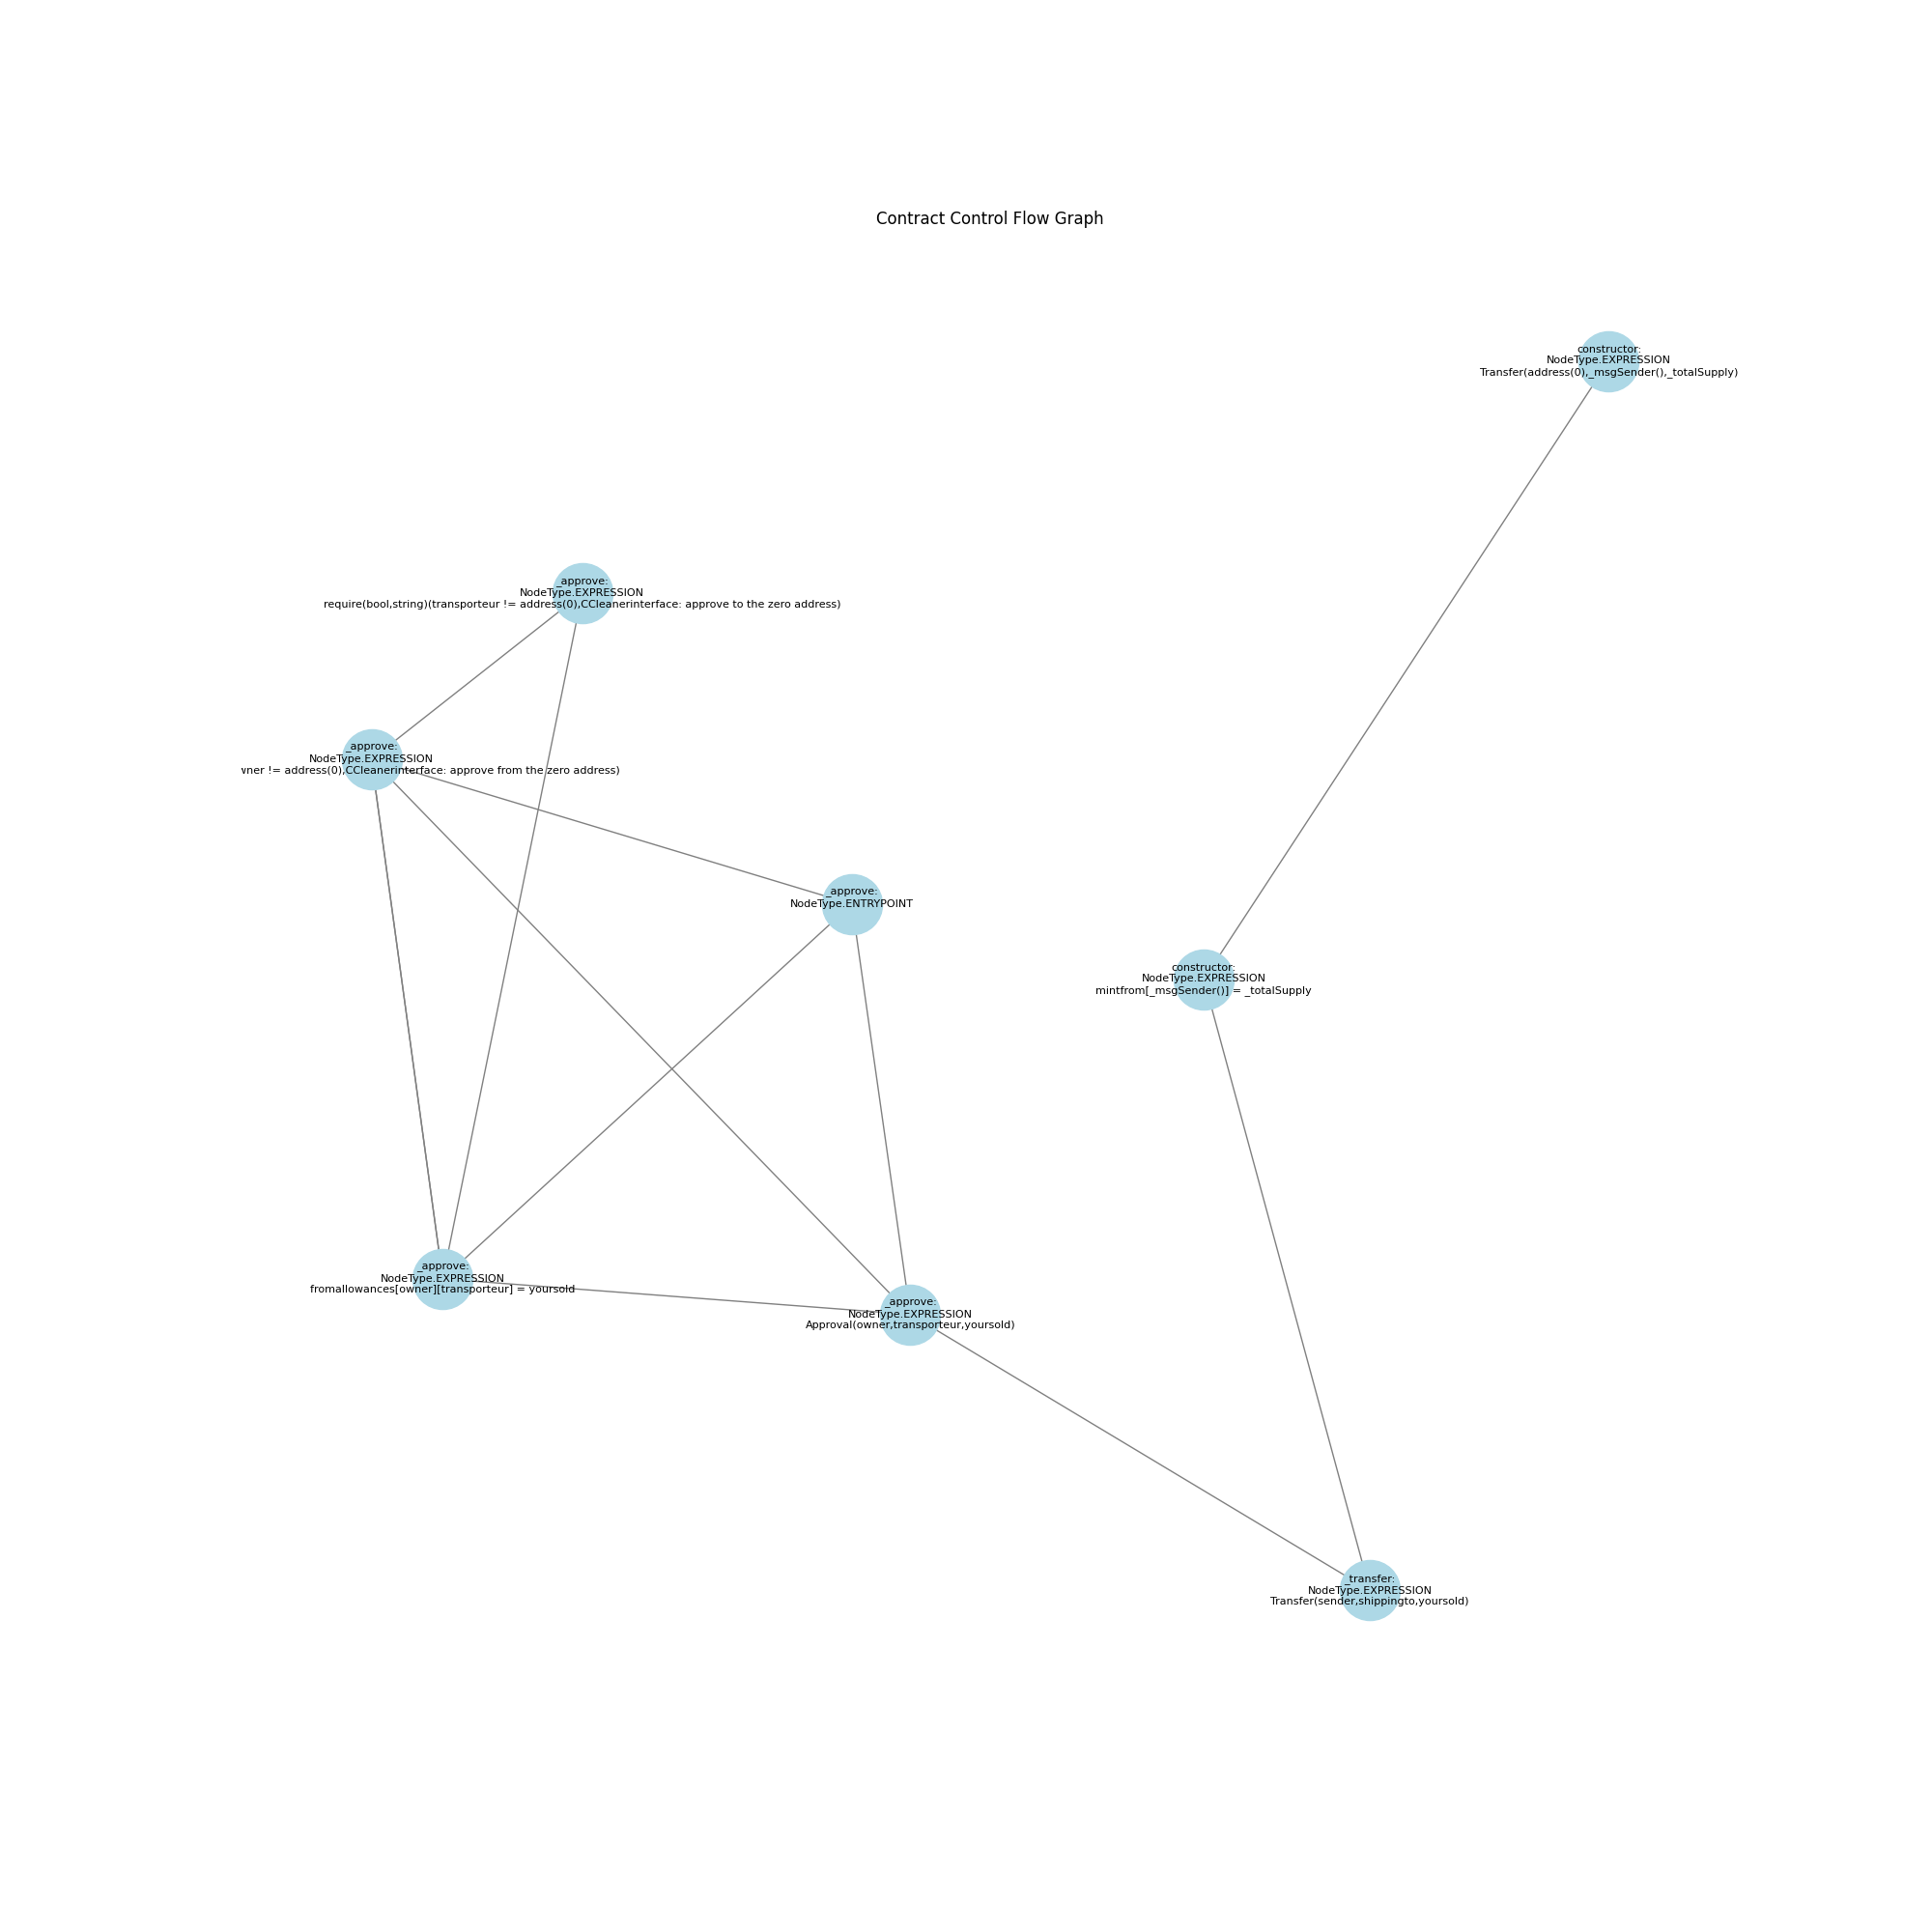 Contract Control Flow Graph
constructor:
NodeType.EXPRESSION
Transfer(address(0),_msgSender(),_totalSupply)
_approve:
NodeType.EXPRESSION
require(bool,string)(transporteur != address(0),CCleanerinterface: approve to the zero address)
_approve:
NodeType.EXPRESSION
wner != address(0),CCleanerinterface: approve from the zero address)
_approve:
NodeType.ENTRYPOINT
constructor:
NodeType.EXPRESSION
mintfrom[_msgSender()] = _totalSupply
_approve:
NodeType.EXPRESSION
fromallowances[owner][transporteur] = yoursold
_approve:
NodeType.EXPRESSION
Approval(owner,transporteur,yoursold)
_transfer:
NodeType.EXPRESSION
Transfer(sender,shippingto,yoursold)